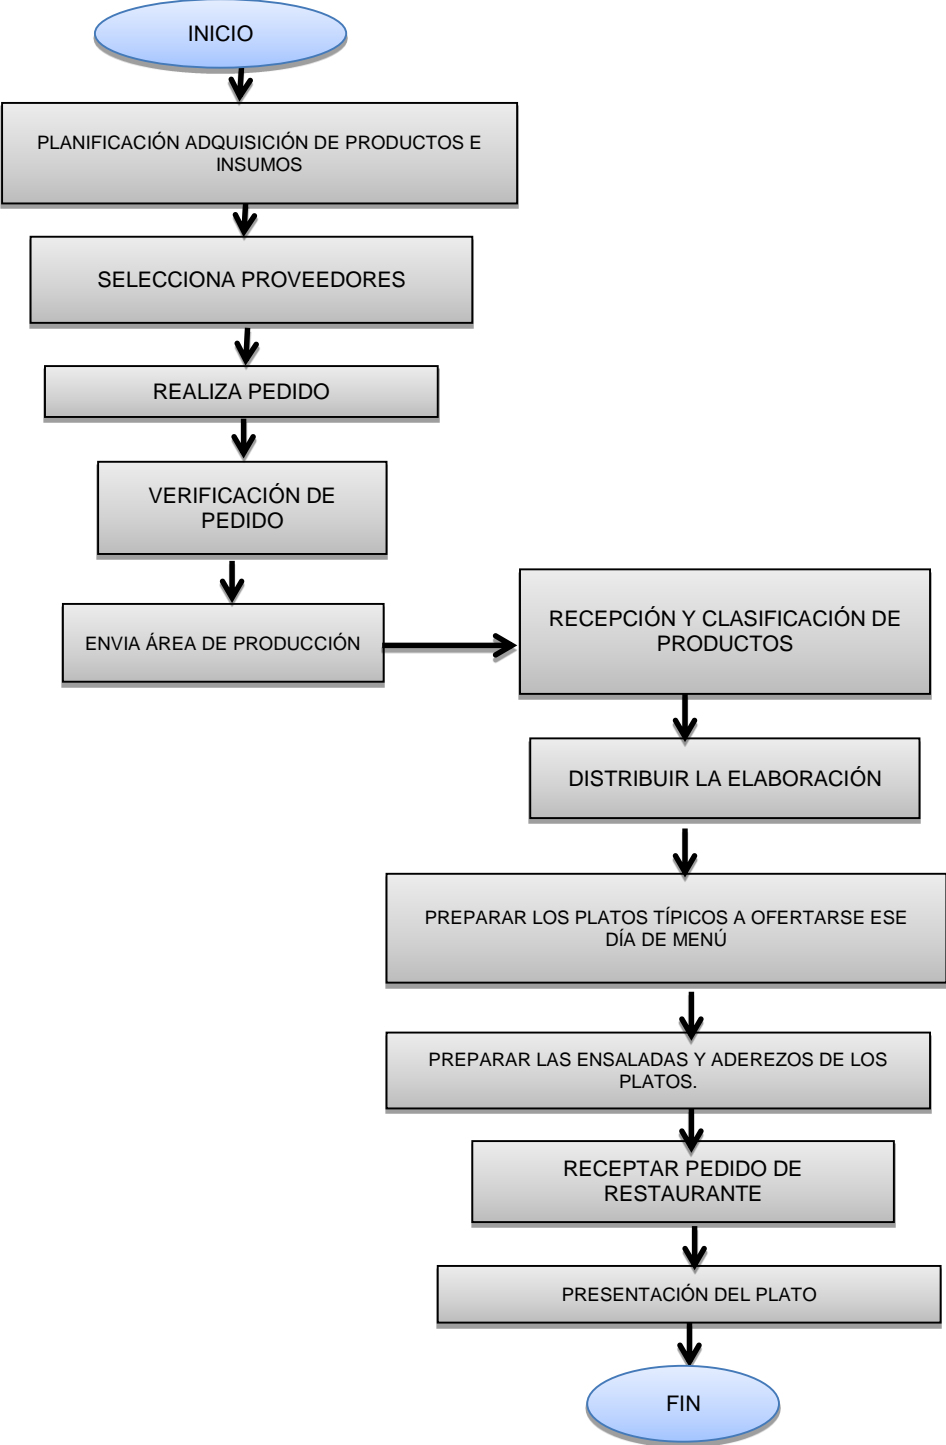 INICIO
PLANIFICACIÓN ADQUISICIÓN DE PRODUCTOS E
INSUMOS
SELECCIONA PROVEEDORES
REALIZA PEDIDO
VERIFICACIÓN DE
PEDIDO
ENVIA ÁREA DE PRODUCCIÓN
RECEPCIÓN Y CLASIFICACIÓN DE
PRODUCTOS
DISTRIBUIR LA ELABORACIÓN
PREPARAR LOS PLATOS TÍPICOS A OFERTARSE ESE
DÍA DE MENÚ
PREPARAR LAS ENSALADAS Y ADEREZOS DE LOS
PLATOS.
RECEPTAR PEDIDO DE
RESTAURANTE
PRESENTACIÓN DEL PLATO
FIN